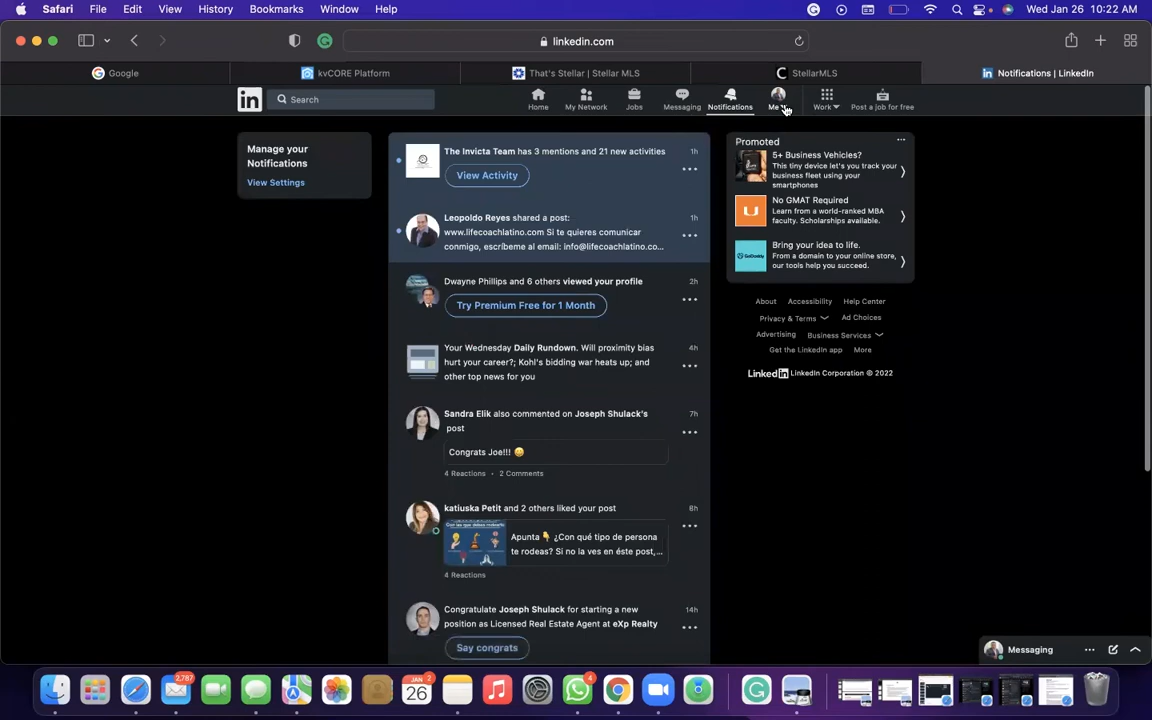 Safari File Edit View History Bookmarks Window Help
Wed Jan 26 10:22 AM
linkedin.com
Google
kvCORE Platform
That's Stellar | Stellar MLS
StellarMLS
Notifications | LinkedIn
Search
Home
My Network
Jobs
Messaging
Notifications
Me
Work
Post a job for free
Manage your
Notifications
View Settings
The Invicta Team has 3 mentions and 21 new activities
1h
View Activity
Leopoldo Reyes shared a post:
1h
www.lifecoachlatino.com Si te quieres comunicar
conmigo, escríbeme al email: info@lifecoachlatino.co...
Dwayne Phillips and 6 others viewed your profile
2h
Try Premium Free for 1 Month
Your Wednesday Daily Rundown. Will proximity bias
4h
hurt your career?; Kohl's bidding war heats up; and
other top news for you
Sandra Elik also commented on Joseph Shulack's
7h
post
Congrats Joe!!! 😀
4 Reactions • 2 Comments
katiuska Petit and 2 others liked your post
6h
Apunta 👇 ¿Con qué tipo de persona
te rodeas? Si no la ves en éste post,...
4 Reactions
Congratulate Joseph Shulack for starting a new
14h
position as Licensed Real Estate Agent at eXp Realty
Say congrats
Promoted
5+ Business Vehicles?
This tiny device let's you track your
business fleet using your
smartphones
No GMAT Required
Learn from a world-ranked MBA
faculty. Scholarships available.
Bring your idea to life.
From a domain to your online store,
our tools help you succeed.
About Accessibility Help Center
Privacy & Terms Ad Choices
Advertising Business Services
Get the LinkedIn app More
LinkedIn LinkedIn Corporation © 2022
Messaging
2,787
JAN
26
2
4